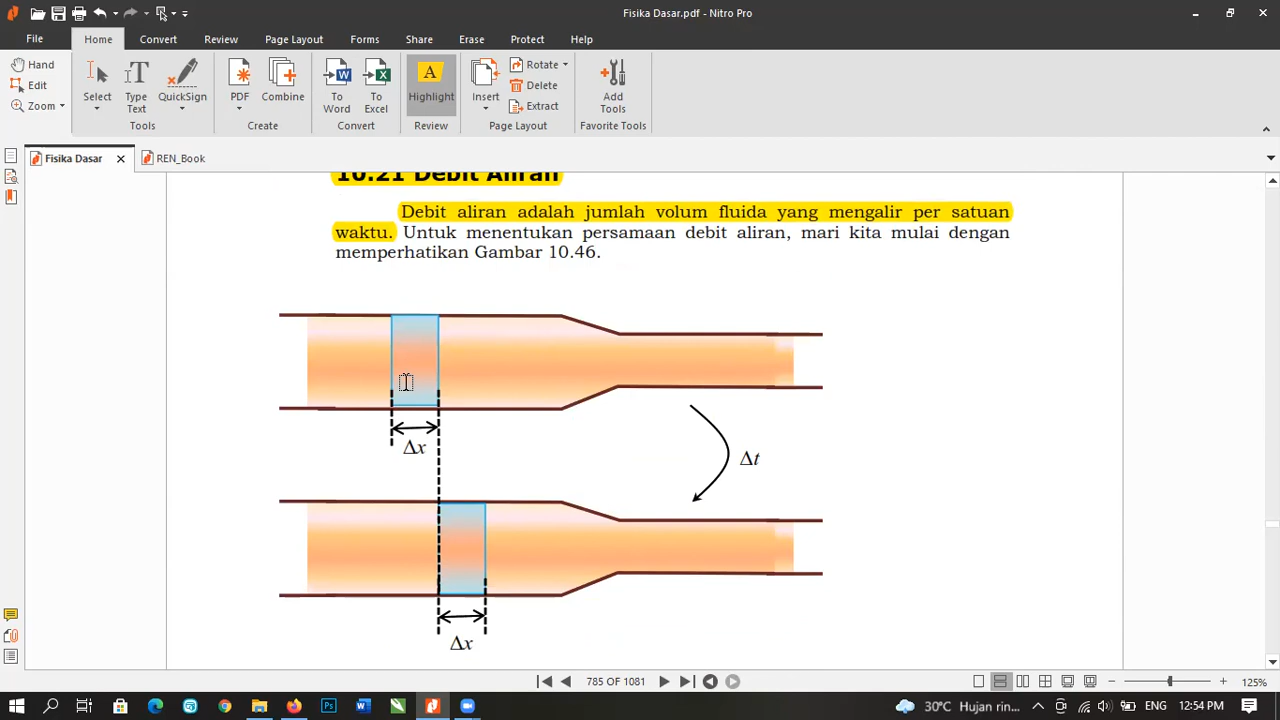 Fisika Dasar.pdf - Nitro Pro
File Home Convert Review Page Layout Forms Share Erase Protect Help
Hand
Edit
Zoom
Select
Type Text
QuickSign
Tools
PDF
Combine
Create
To Word
To Excel
Convert
A
Highlight
Review
Insert
Rotate
Delete
Extract
Page Layout
Add Tools
Favorite Tools
Fisika Dasar
REN_Book
10.21 Debit Aliran
Debit aliran adalah jumlah volum fluida yang mengalir per satuan
waktu. Untuk menentukan persamaan debit aliran, mari kita mulai dengan
memperhatikan Gambar 10.46.
Δx
Δt
Δx
785 OF 1081
125%
30°C Hujan rin...
ENG
12:54 PM